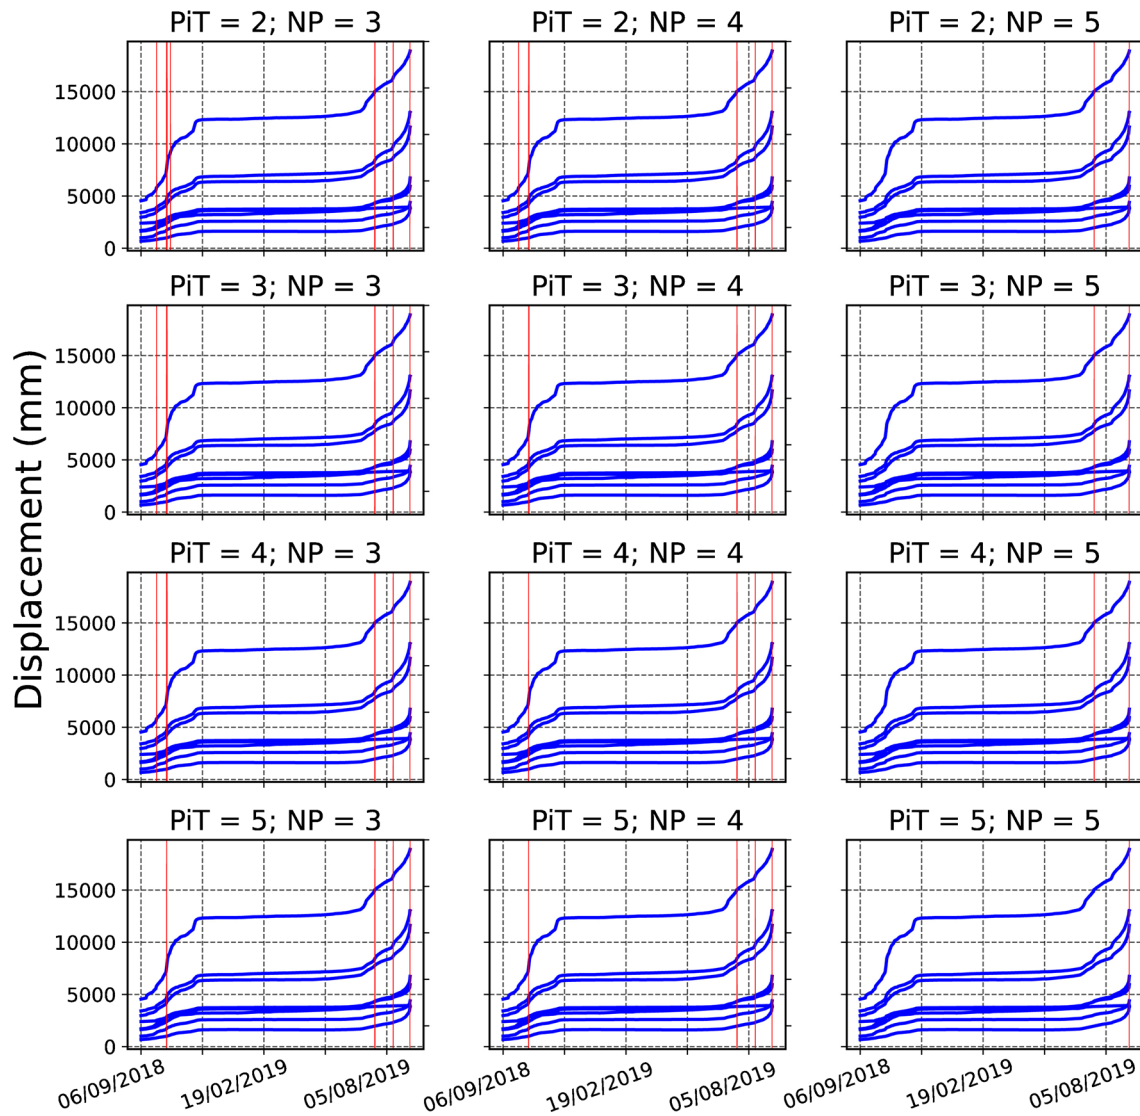 PiT = 2; NP = 3
PiT = 2; NP = 4
PiT = 2; NP = 5
15000
10000
5000
0
PiT = 3; NP = 3
PiT = 3; NP = 4
PiT = 3; NP = 5
15000
10000
5000
0
Displacement (mm)
PiT = 4; NP = 3
PiT = 4; NP = 4
PiT = 4; NP = 5
15000
10000
5000
0
PiT = 5; NP = 3
PiT = 5; NP = 4
PiT = 5; NP = 5
15000
10000
5000
0
06/09/2018
19/02/2019
05/08/2019
06/09/2018
19/02/2019
05/08/2019
06/09/2018
19/02/2019
05/08/2019